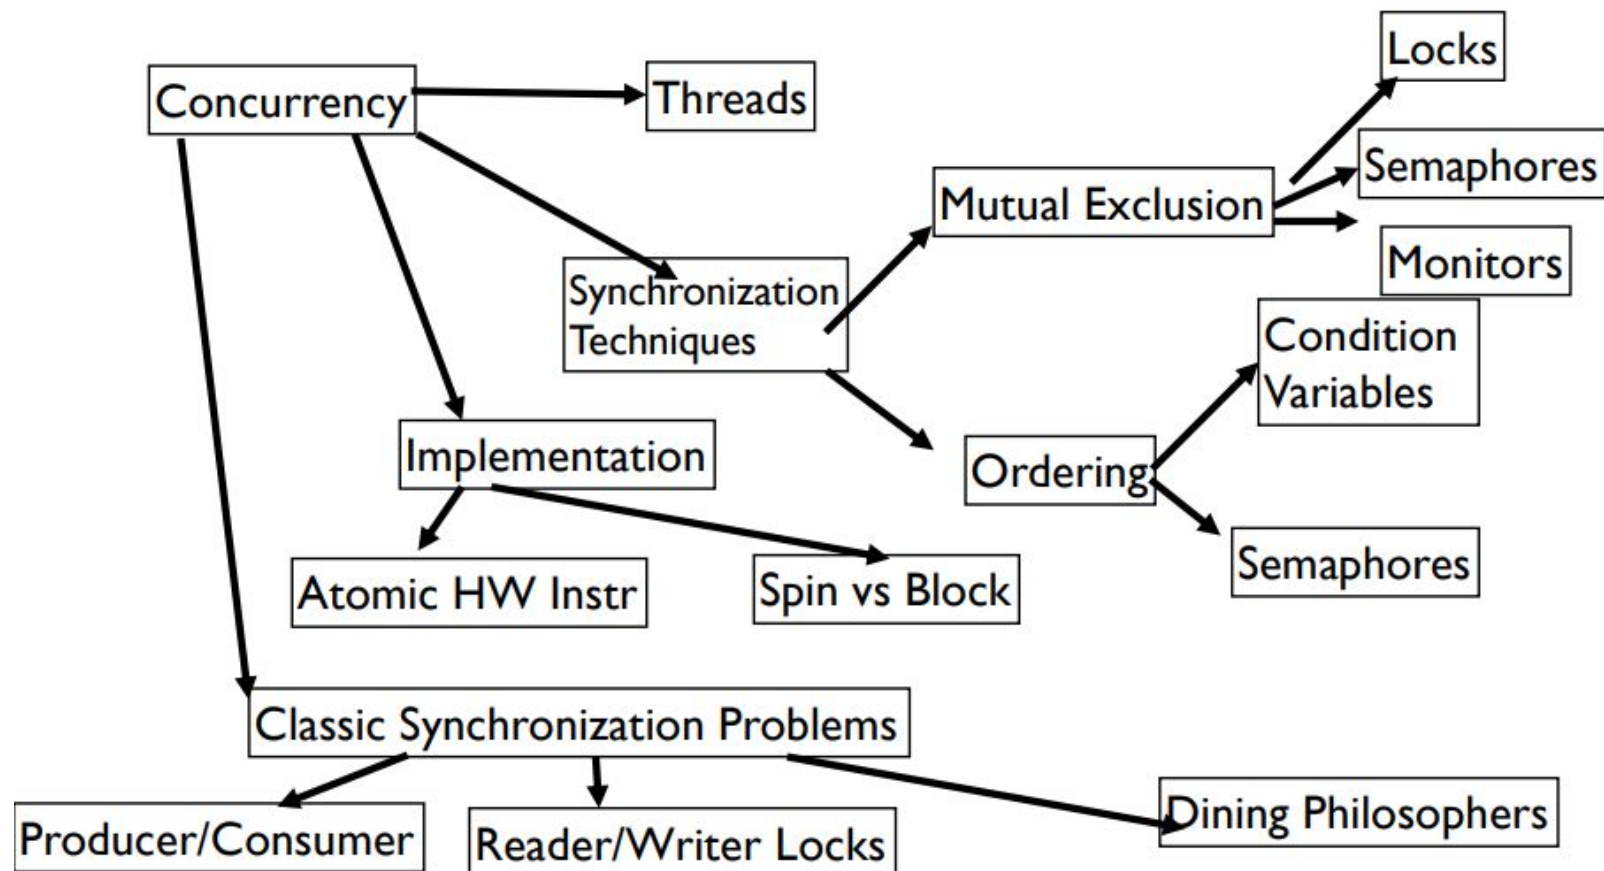 Locks
Concurrency
Threads
Semaphores
Mutual Exclusion
Monitors
Synchronization
Techniques
Condition
Variables
Implementation
Ordering
Semaphores
Atomic HW Instr
Spin vs Block
Classic Synchronization Problems
Dining Philosophers
Producer/Consumer
Reader/Writer Locks